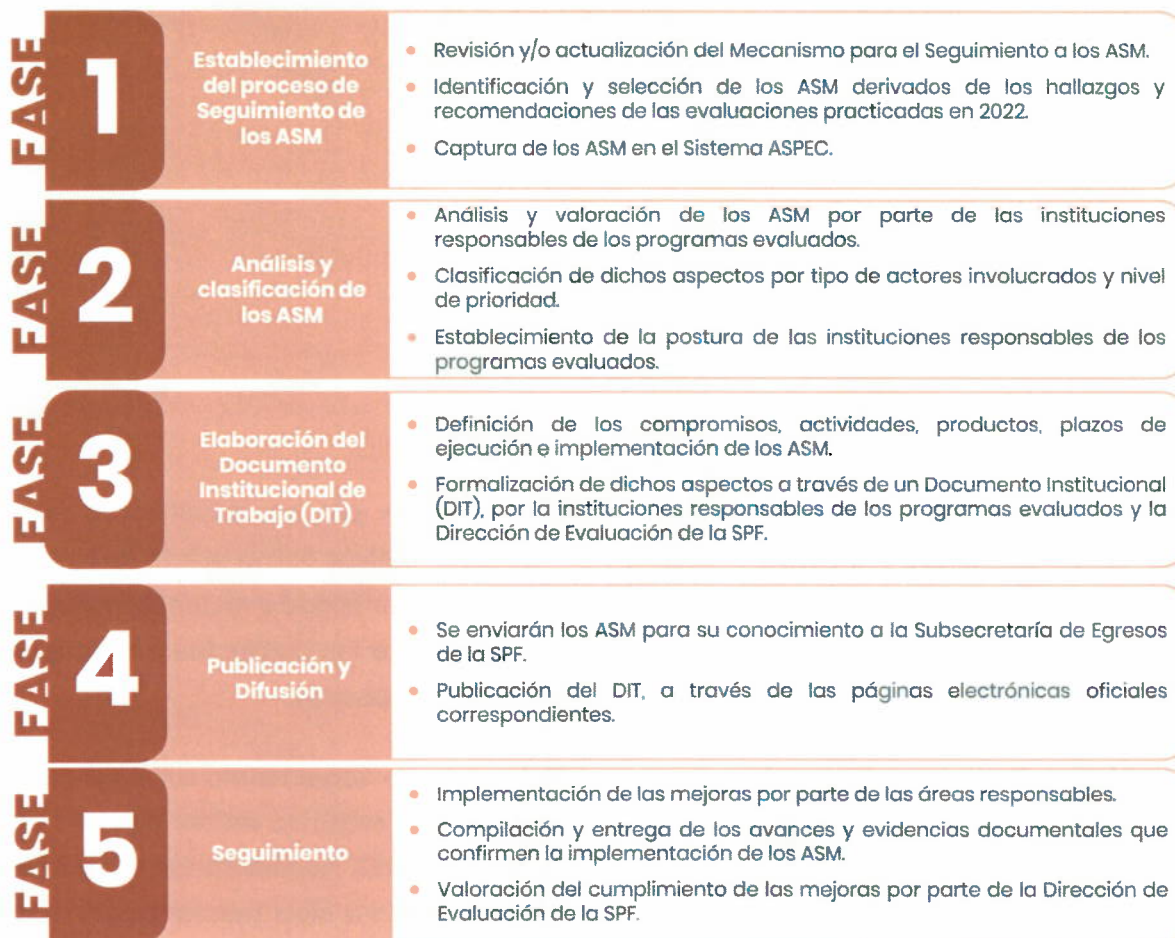 FASE
1
Establecimiento
del proceso de
Seguimiento de
los ASM
Revisión y/o actualización del Mecanismo para el Seguimiento a los ASM.
Identificación y selección de los ASM derivados de los hallazgos y
recomendaciones de las evaluaciones practicadas en 2022.
Captura de los ASM en el Sistema ASPEC.
FASE
2
Análisis y
clasificación de
los ASM
Análisis y valoración de los ASM por parte de las instituciones
responsables de los programas evaluados.
Clasificación de dichos aspectos por tipo de actores involucrados y nivel
de prioridad.
Establecimiento de la postura de las instituciones responsables de los
programas evaluados.
FASE
3
Elaboración del
Documento
Institucional de
Trabajo (DIT)
Definición de los compromisos, actividades, productos, plazos de
ejecución e implementación de los ASM.
Formalización de dichos aspectos a través de un Documento Institucional
(DIT), por la instituciones responsables de los programas evaluados y la
Dirección de Evaluación de la SPF.
FASE
4
Publicación y
Difusión
Se enviarán los ASM para su conocimiento a la Subsecretaría de Egresos
de la SPF.
Publicación del DIT, a través de las páginas electrónicas oficiales
correspondientes.
FASE
5
Seguimiento
Implementación de las mejoras por parte de las áreas responsables.
Compilación y entrega de los avances y evidencias documentales que
confirmen la implementación de los ASM.
Valoración del cumplimiento de las mejoras por parte de la Dirección de
Evaluación de la SPF.